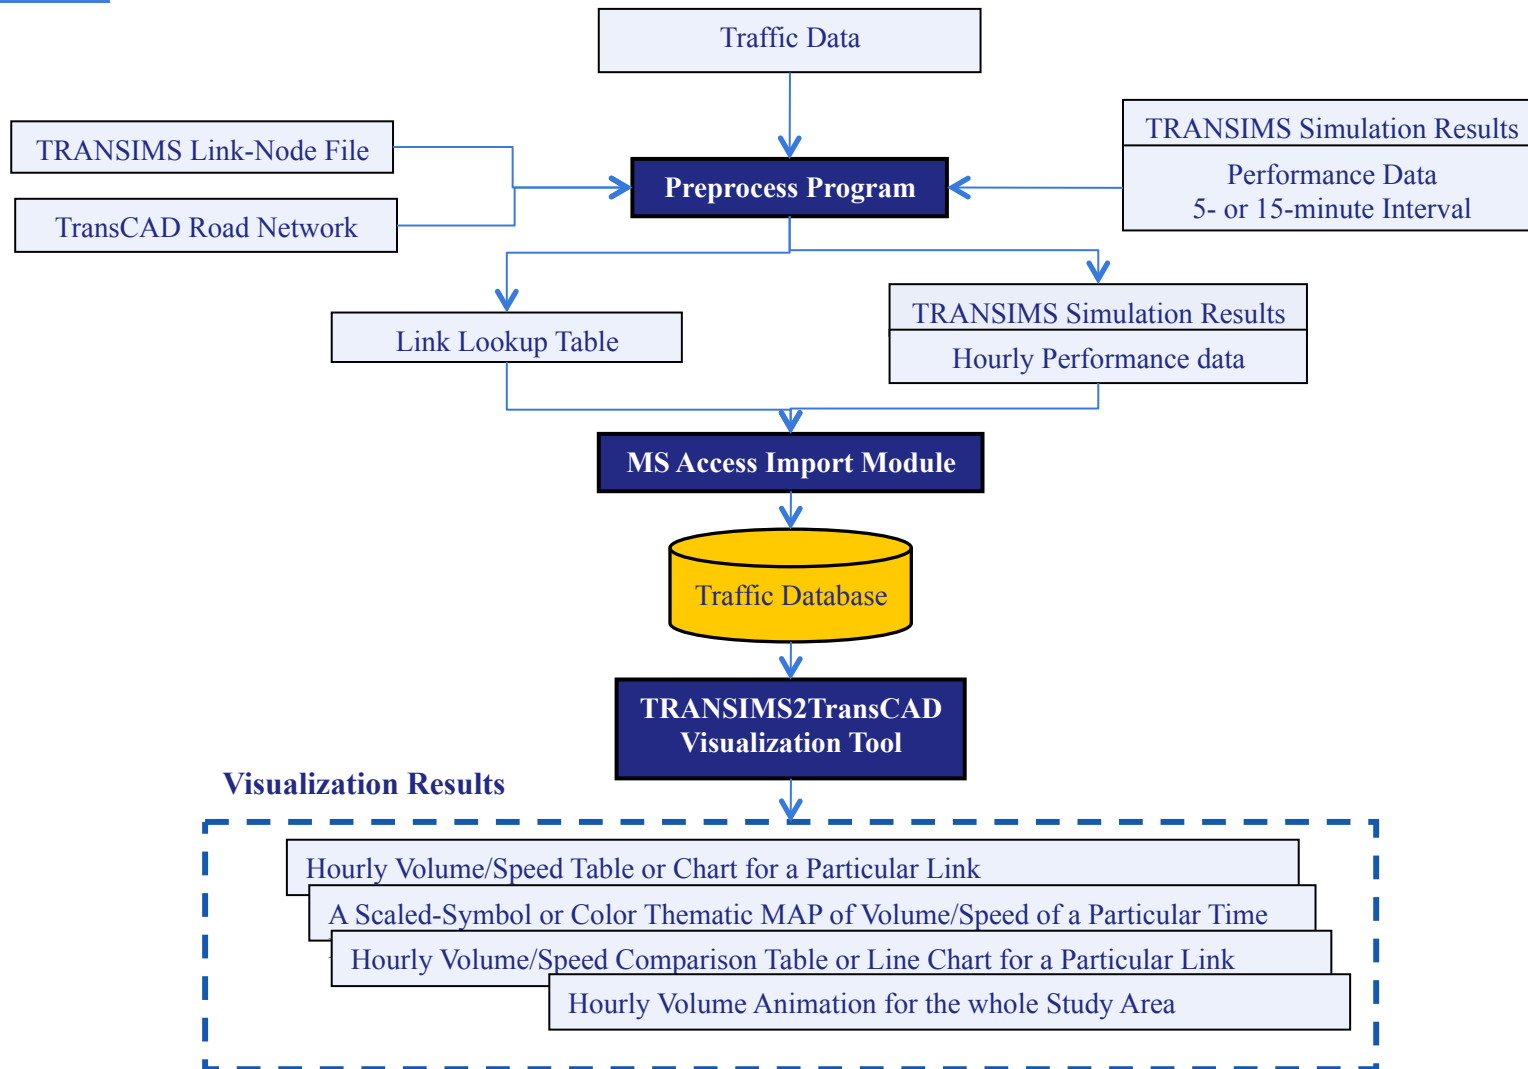 Traffic Data
TRANSIMS Simulation Results
TRANSIMS Link-Node File
Preprocess Program
Performance Data
5- or 15-minute Interval
TransCAD Road Network
TRANSIMS Simulation Results
Link Lookup Table
Hourly Performance data
MS Access Import Module
Traffic Database
TRANSIMS2TransCAD
Visualization Tool
Visualization Results
Hourly Volume/Speed Table or Chart for a Particular Link
A Scaled-Symbol or Color Thematic MAP of Volume/Speed of a Particular Time
Hourly Volume/Speed Comparison Table or Line Chart for a Particular Link
Hourly Volume Animation for the whole Study Area